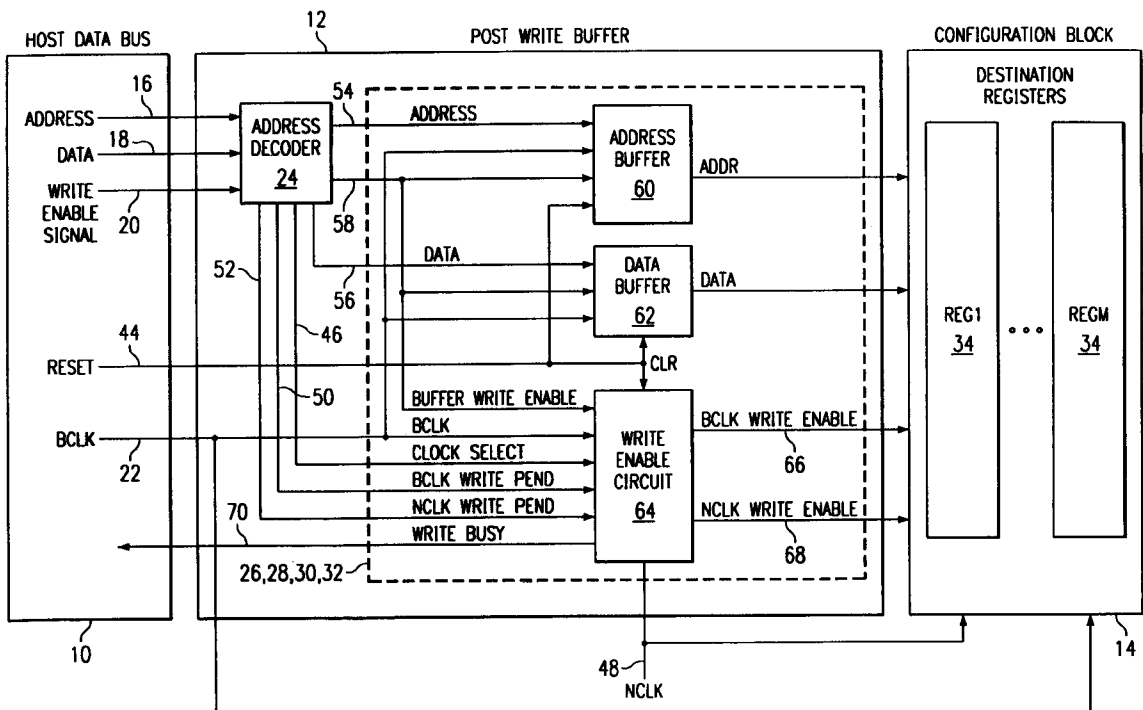 12
HOST DATA BUS
POST WRITE BUFFER
CONFIGURATION BLOCK
16
ADDRESS
18
DATA
WRITE
ENABLE
SIGNAL
20
ADDRESS
DECODER
24
54
ADDRESS
58
ADDRESS
BUFFER
60
ADDR
DESTINATION
REGISTERS
52
DATA
56
DATA
BUFFER
62
DATA
46
REG1
34
REGM
34
44
RESET
50
CLR
BUFFER WRITE ENABLE
BCLK
22
BCLK
CLOCK SELECT
BCLK WRITE PEND
NCLK WRITE PEND
WRITE BUSY
70
WRITE
ENABLE
CIRCUIT
64
BCLK WRITE ENABLE
66
NCLK WRITE ENABLE
68
26,28,30,32
10
48
NCLK
14